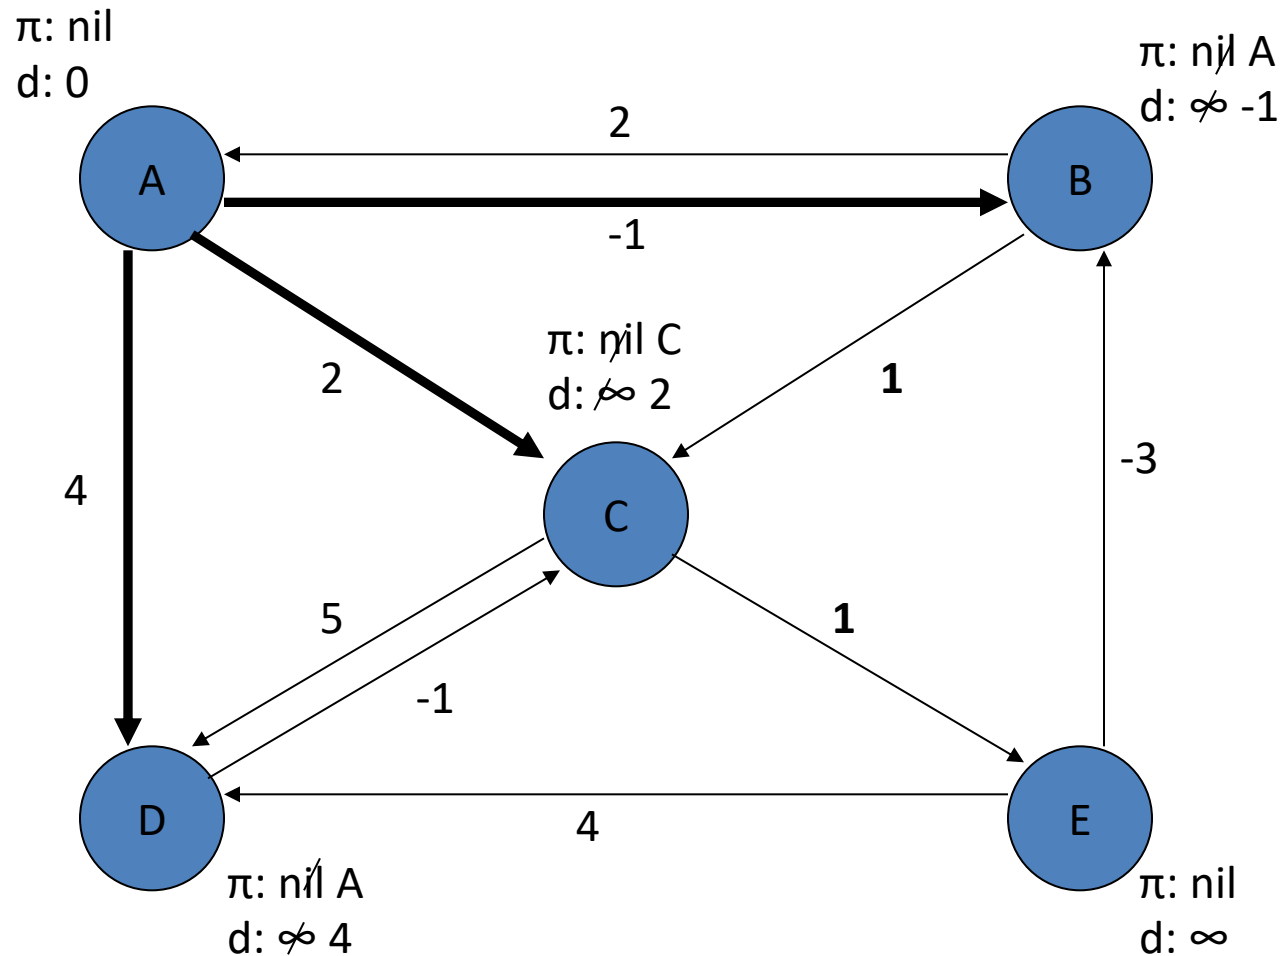 π: nil
d: 0
π: nil A
d: ∞ -1
2
A
B
-1
π: nil C
d: ∞ 2
2
1
-3
4
C
5
1
-1
D
4
E
π: nil A
d: ∞ 4
π: nil
d: ∞